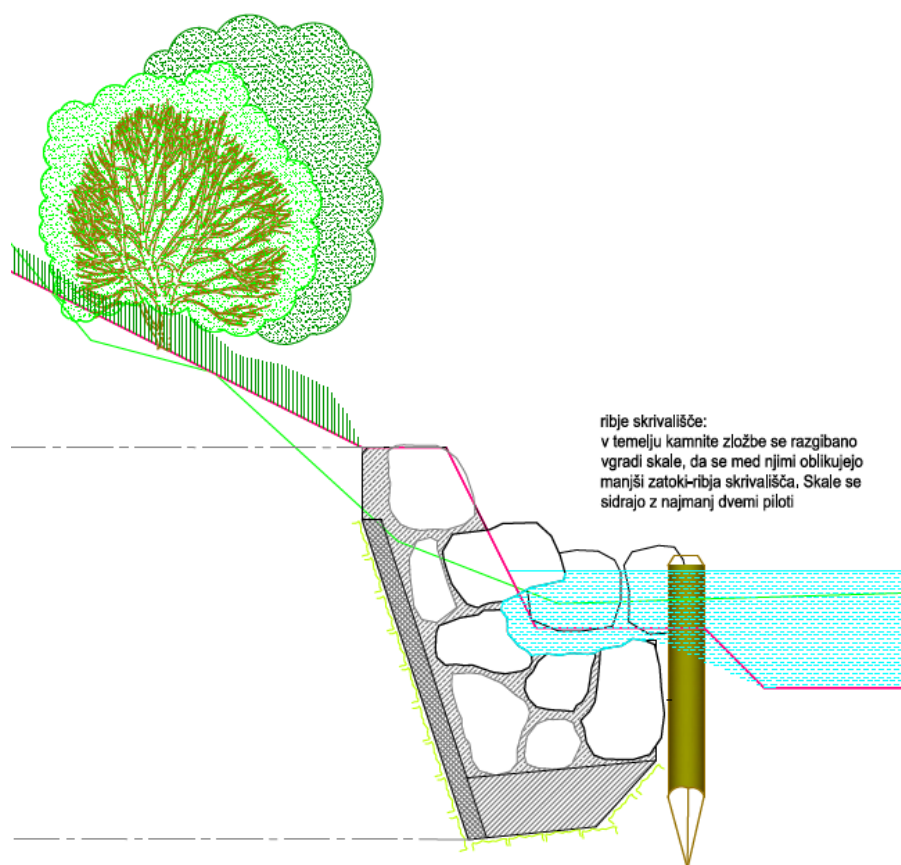 ribje skrivališče:
v temelju kamnite zložbe se razgibano
vgradi skale, da se med njimi oblikujejo
manjši zatoki-ribja skrivališča. Skale se
sidrajo z najmanj dvemi piloti